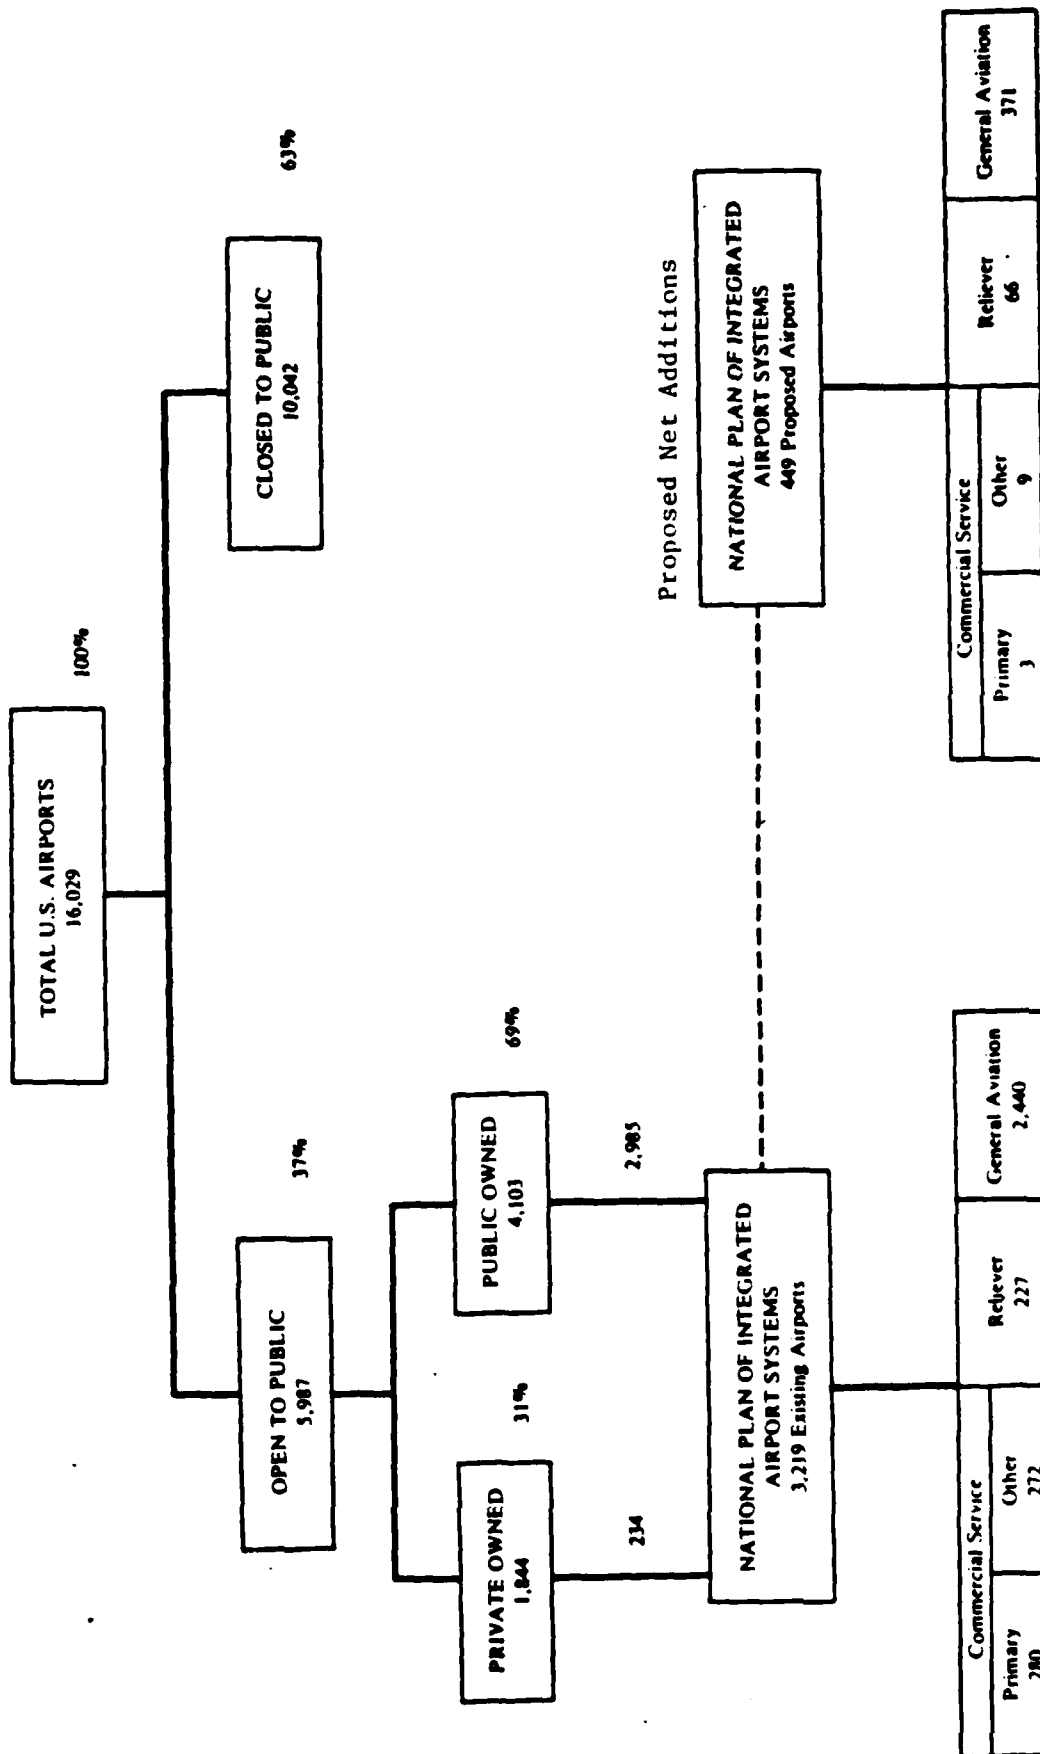 TOTAL U.S. AIRPORTS
16,029
100%
OPEN TO PUBLIC
5,987
37%
CLOSED TO PUBLIC
10,042
63%
PRIVATE OWNED
1,844
31%
PUBLIC OWNED
4,103
69%
234
2,985
Proposed Net Additions
NATIONAL PLAN OF INTEGRATED
AIRPORT SYSTEMS
3,219 Existing Airports
NATIONAL PLAN OF INTEGRATED
AIRPORT SYSTEMS
449 Proposed Airports
Commercial Service
Primary
280
Other
272
Reliever
227
General Aviation
2,440
Commercial Service
Primary
3
Other
9
Reliever
66
General Aviation
371